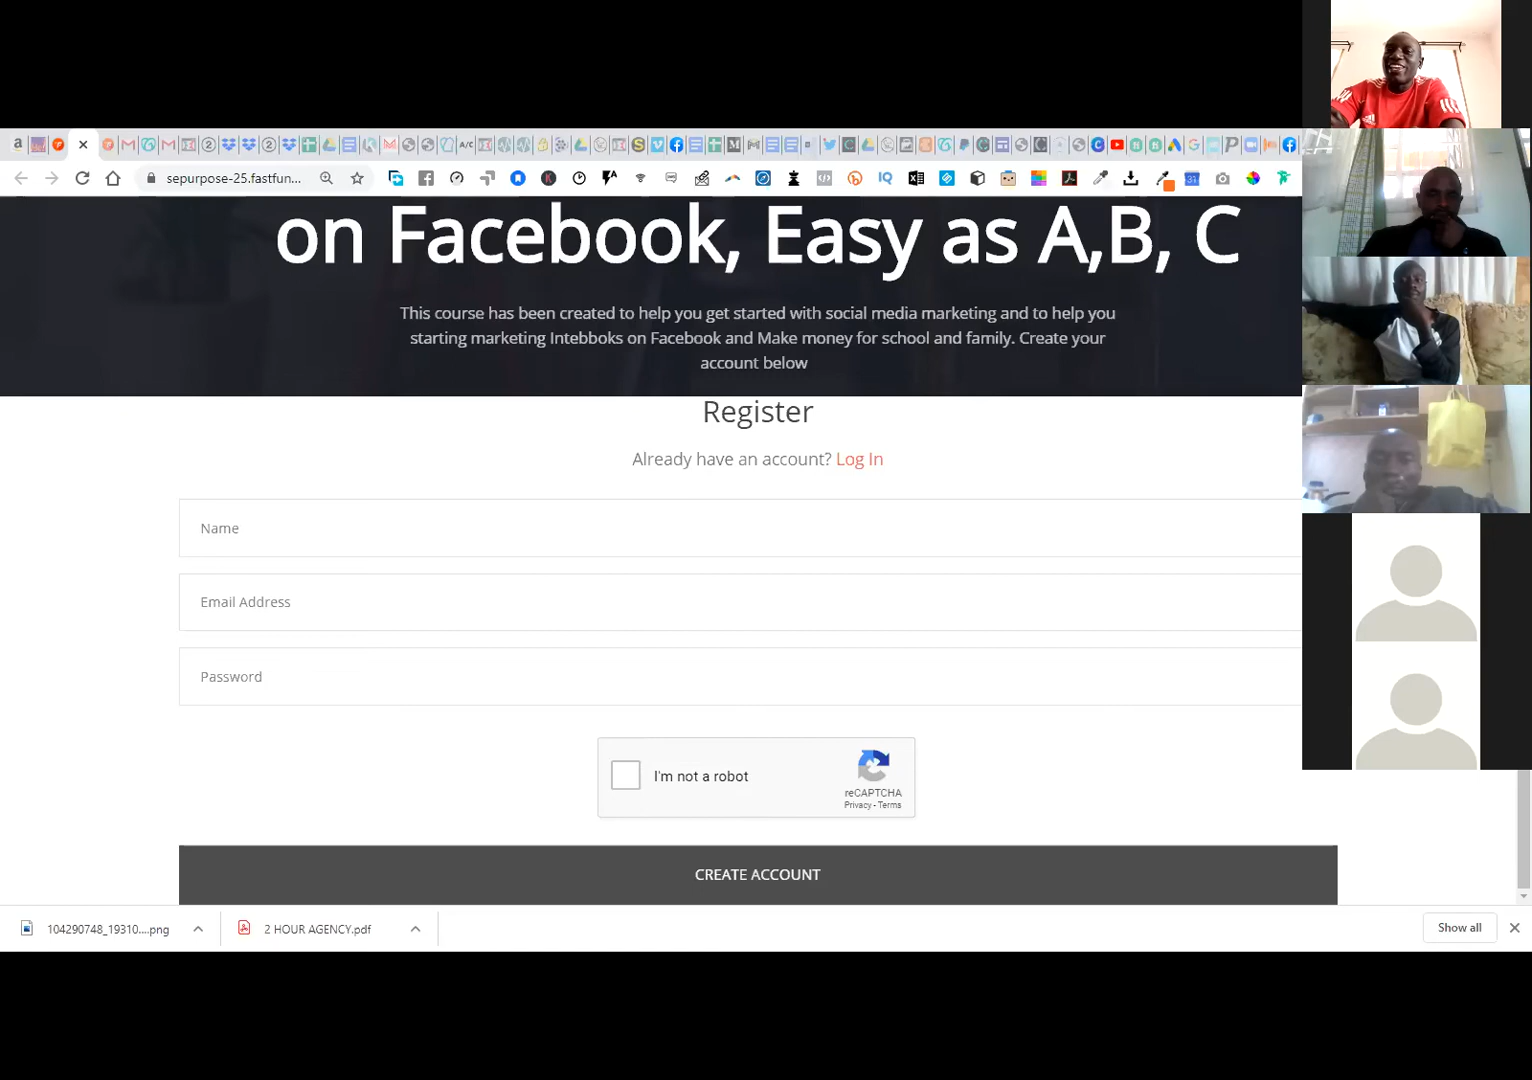 sepurpose-25.fastfun...
on Facebook, Easy as A,B, C
This course has been created to help you get started with social media marketing and to help you
starting marketing Intebboks on Facebook and Make money for school and family. Create your
account below
Register
Already have an account? Log In
Name
Email Address
Password
I'm not a robot
reCAPTCHA
Privacy - Terms
CREATE ACCOUNT
104290748_19310....png
2 HOUR AGENCY.pdf
Show all